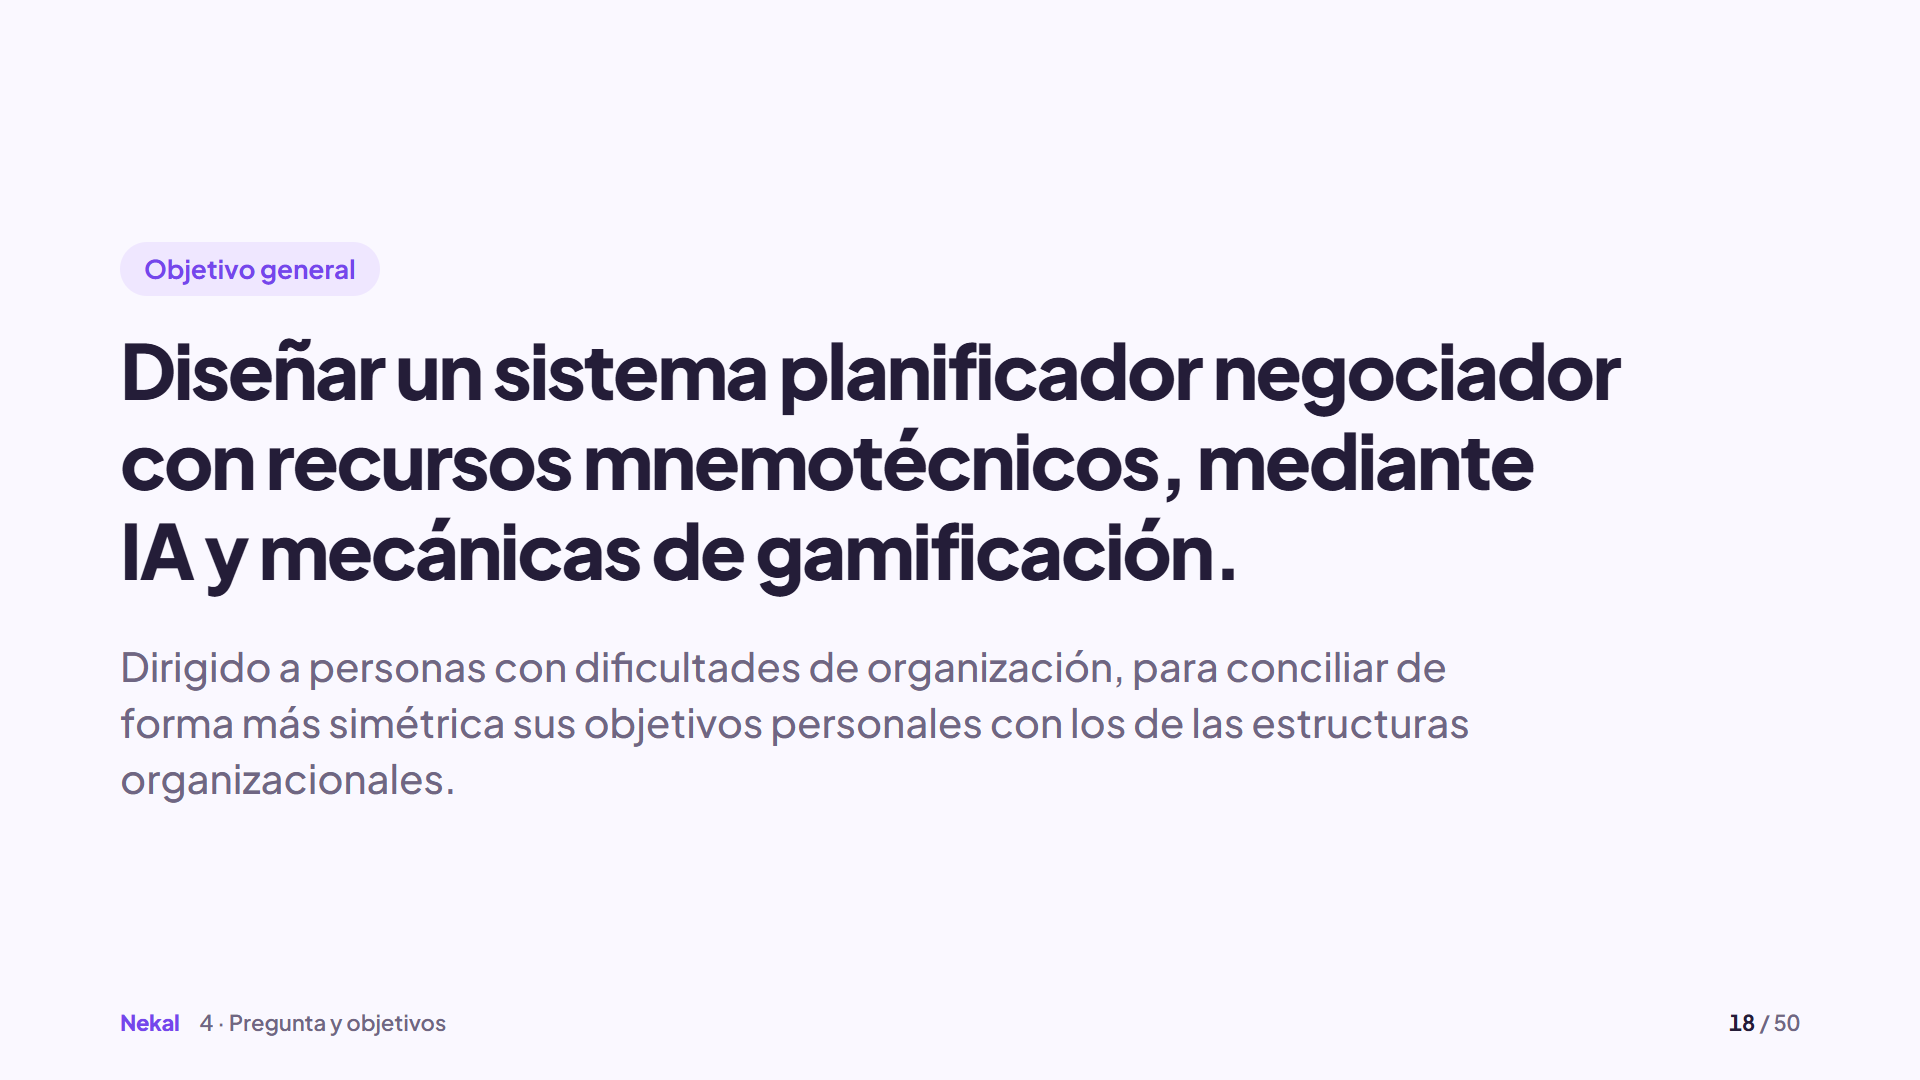 Objetivo general
Diseñar un sistema planificador negociador
con recursos mnemotécnicos, mediante
IA y mecánicas de gamificación.
Dirigido a personas con dificultades de organización, para conciliar de
forma más simétrica sus objetivos personales con los de las estructuras
organizacionales.
Nekal 4 · Pregunta y objetivos
18 / 50